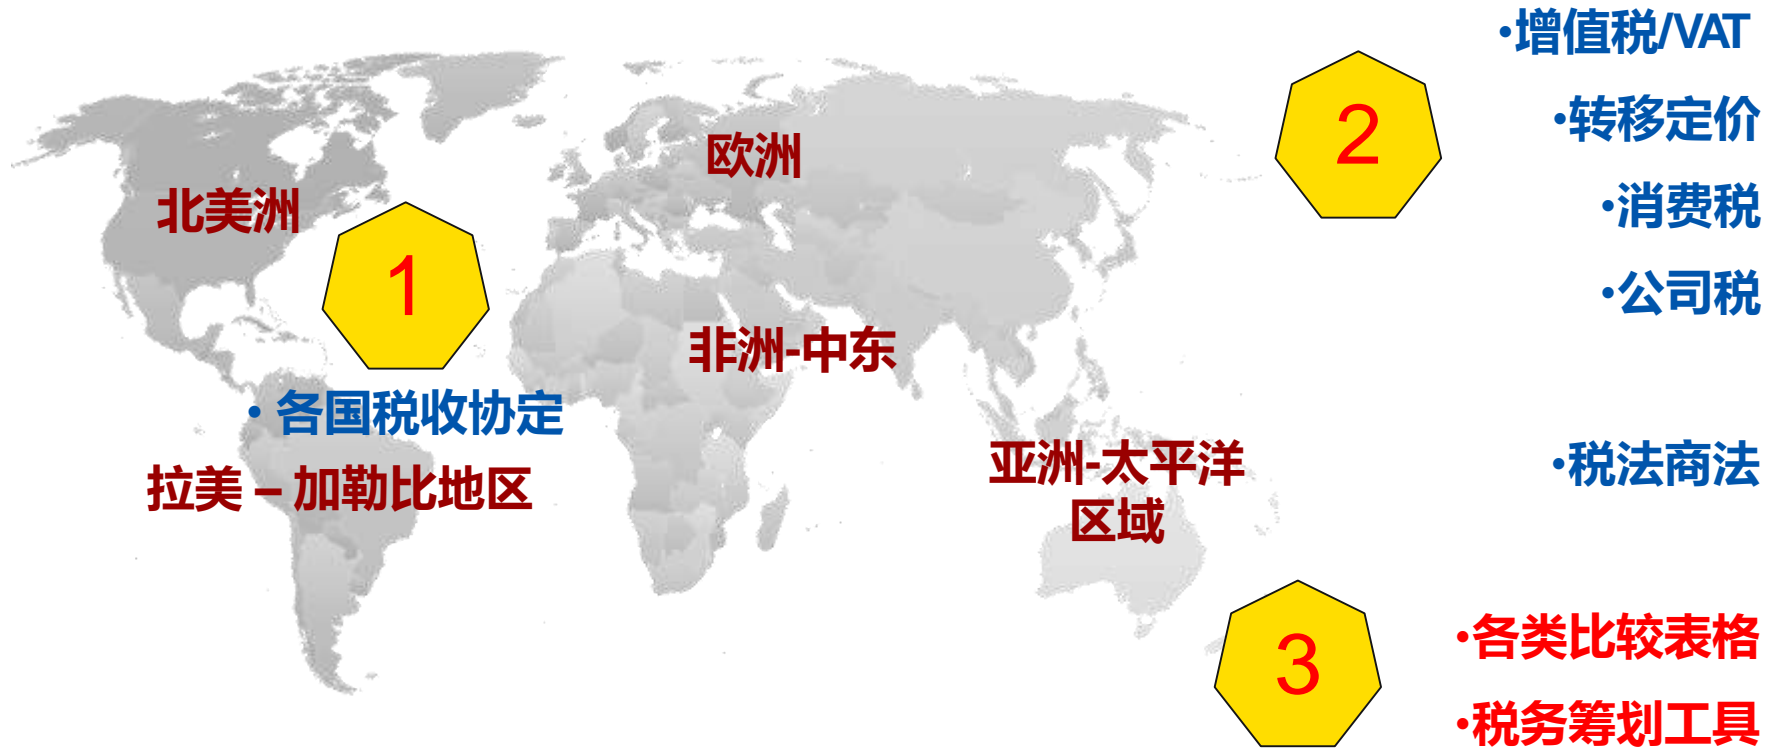 ·增值税/VAT
2
·转移定价
欧洲
北美洲
·消费税
1
·公司税
非洲-中东
• 各国税收协定
拉美 – 加勒比地区
亚洲-太平洋
区域
·税法商法
3
·各类比较表格
·税务筹划工具